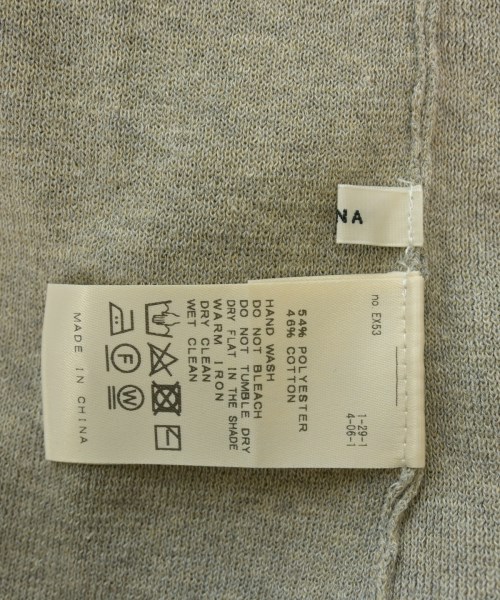 NA
no EX53
1-29-1
4-06-1
54% POLYESTER
46% COTTON
HAND WASH
DO NOT BLEACH
DO NOT TUMBLE DRY
DRY FLAT IN THE SHADE
WARM IRON
DRY CLEAN
WET CLEAN
F
W
MADE IN CHINA